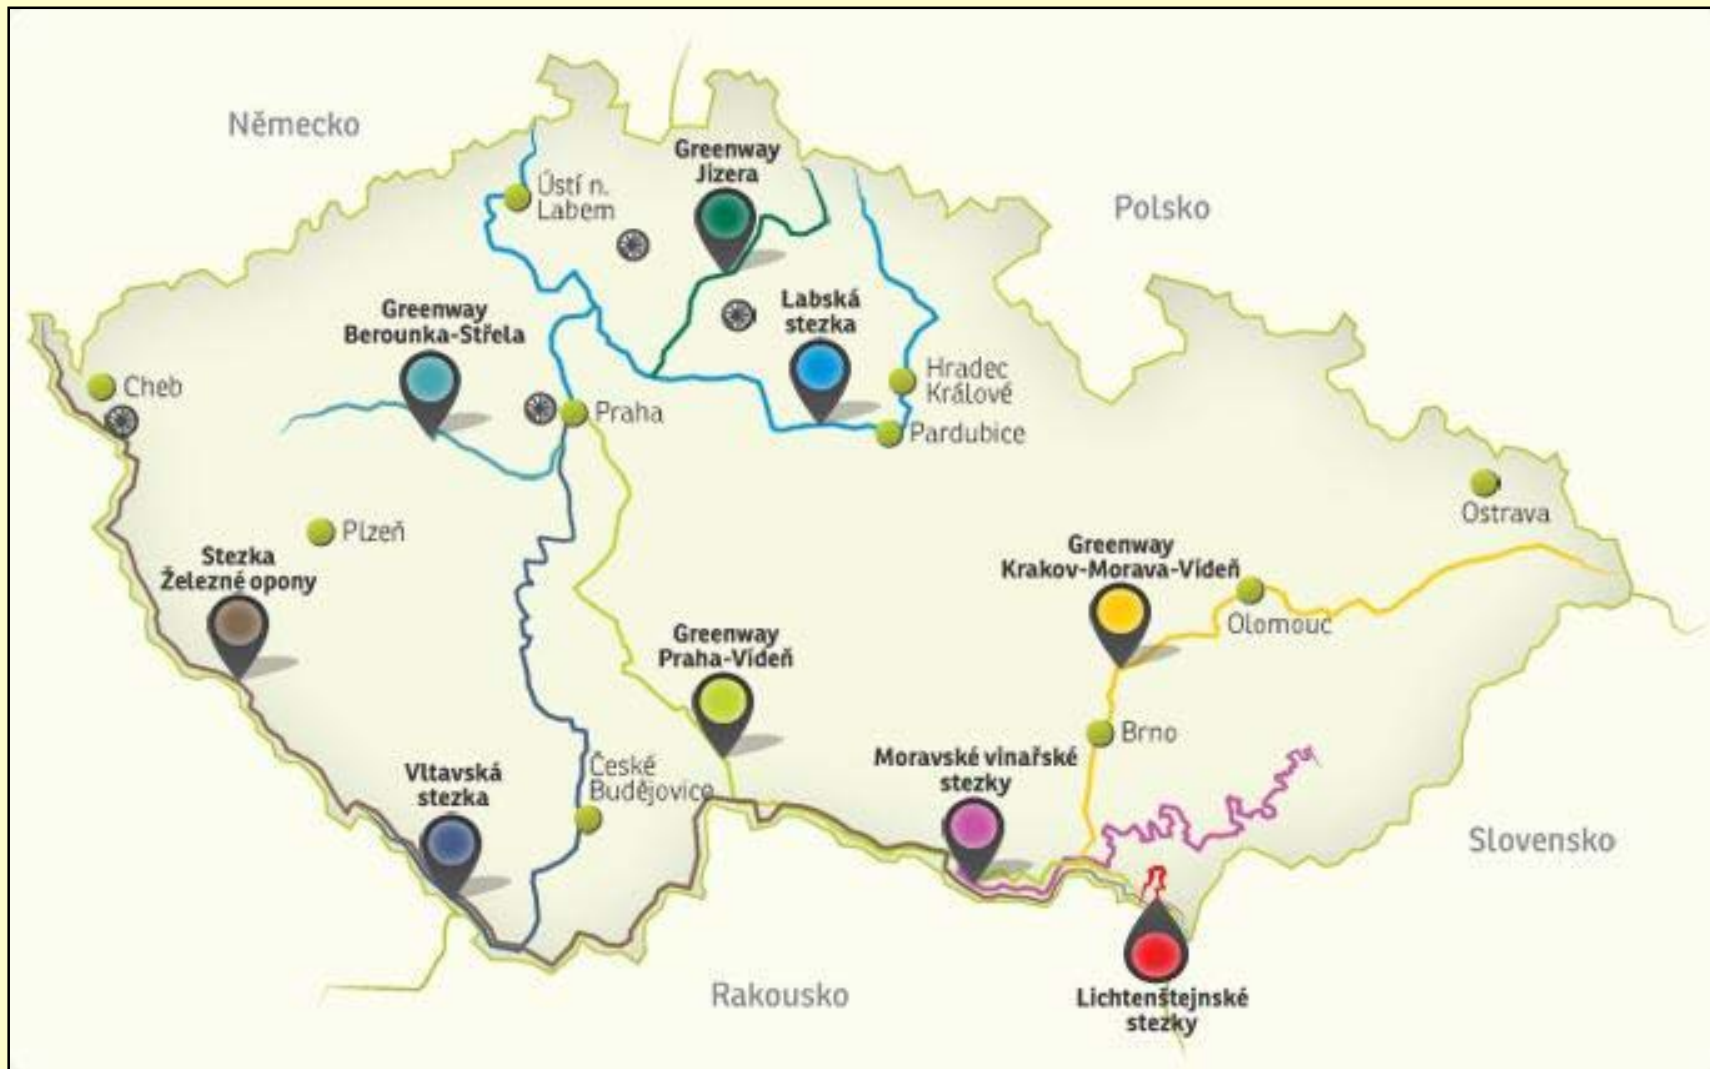 Německo
Greenway
Jizera
Ústí n.
Labem
Polsko
Greenway
Berounka-Střela
Labská
stezka
Cheb
Hradec
Králové
Praha
Pardubice
Plzeň
Ostrava
Stezka
Železné opony
Greenway
Krakov-Morava-Vídeň
Olomouc
Greenway
Praha-Vídeň
Brno
Moravské vinařské
stezky
Vltavská
stezka
České
Budějovice
Slovensko
Rakousko
Lichtenštejnské
stezky